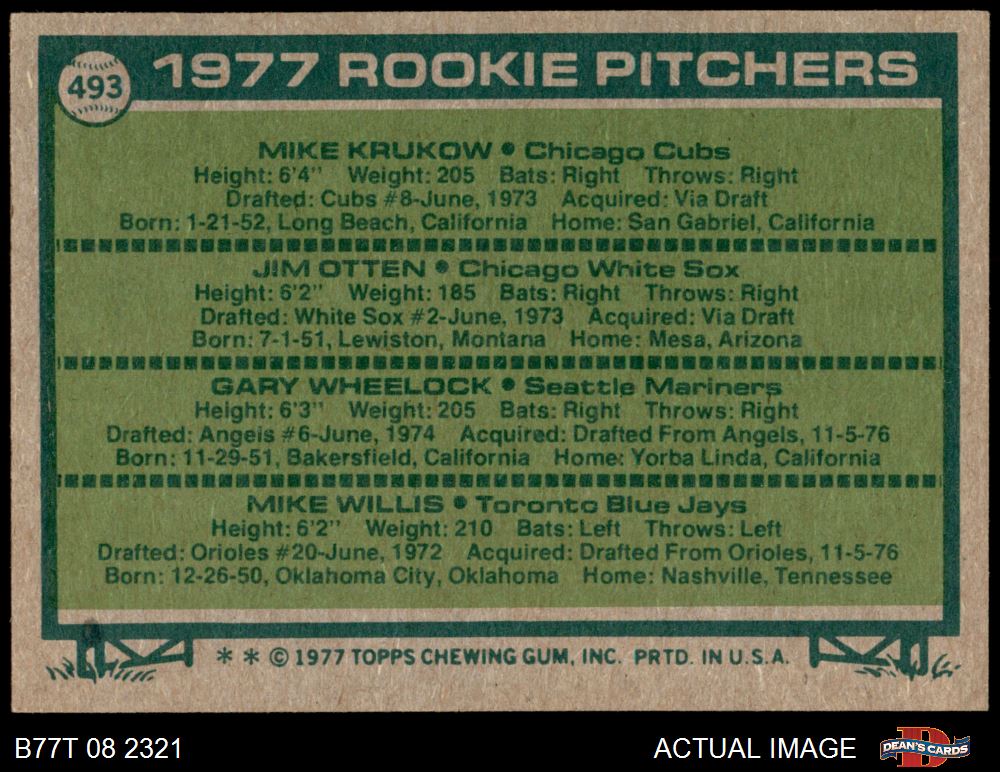 493
1977 ROOKIE PITCHERS
MIKE KRUKOW • Chicago Cubs
Height: 6'4" Weight: 205 Bats: Right Throws: Right
Drafted: Cubs #8-June, 1973 Acquired: Via Draft
Born: 1-21-52, Long Beach, California Home: San Gabriel, California
JIM OTTEN • Chicago White Sox
Height: 6'2" Weight: 185 Bats: Right Throws: Right
Drafted: White Sox #2-June, 1973 Acquired: Via Draft
Born: 7-1-51, Lewiston, Montana Home: Mesa, Arizona
GARY WHEELOCK • Seattle Mariners
Height: 6'3" Weight: 205 Bats: Right Throws: Right
Drafted: Angels #6-June, 1974 Acquired: Drafted From Angels, 11-5-76
Born: 11-29-51, Bakersfield, California Home: Yorba Linda, California
MIKE WILLIS • Toronto Blue Jays
Height: 6'2" Weight: 210 Bats: Left Throws: Left
Drafted: Orioles #20-June, 1972 Acquired: Drafted From Orioles, 11-5-76
Born: 12-26-50, Oklahoma City, Oklahoma Home: Nashville, Tennessee
* * © 1977 TOPPS CHEWING GUM, INC. PRTD. IN U.S.A.
B77T 08 2321 ACTUAL IMAGE D DEAN'S CARDS